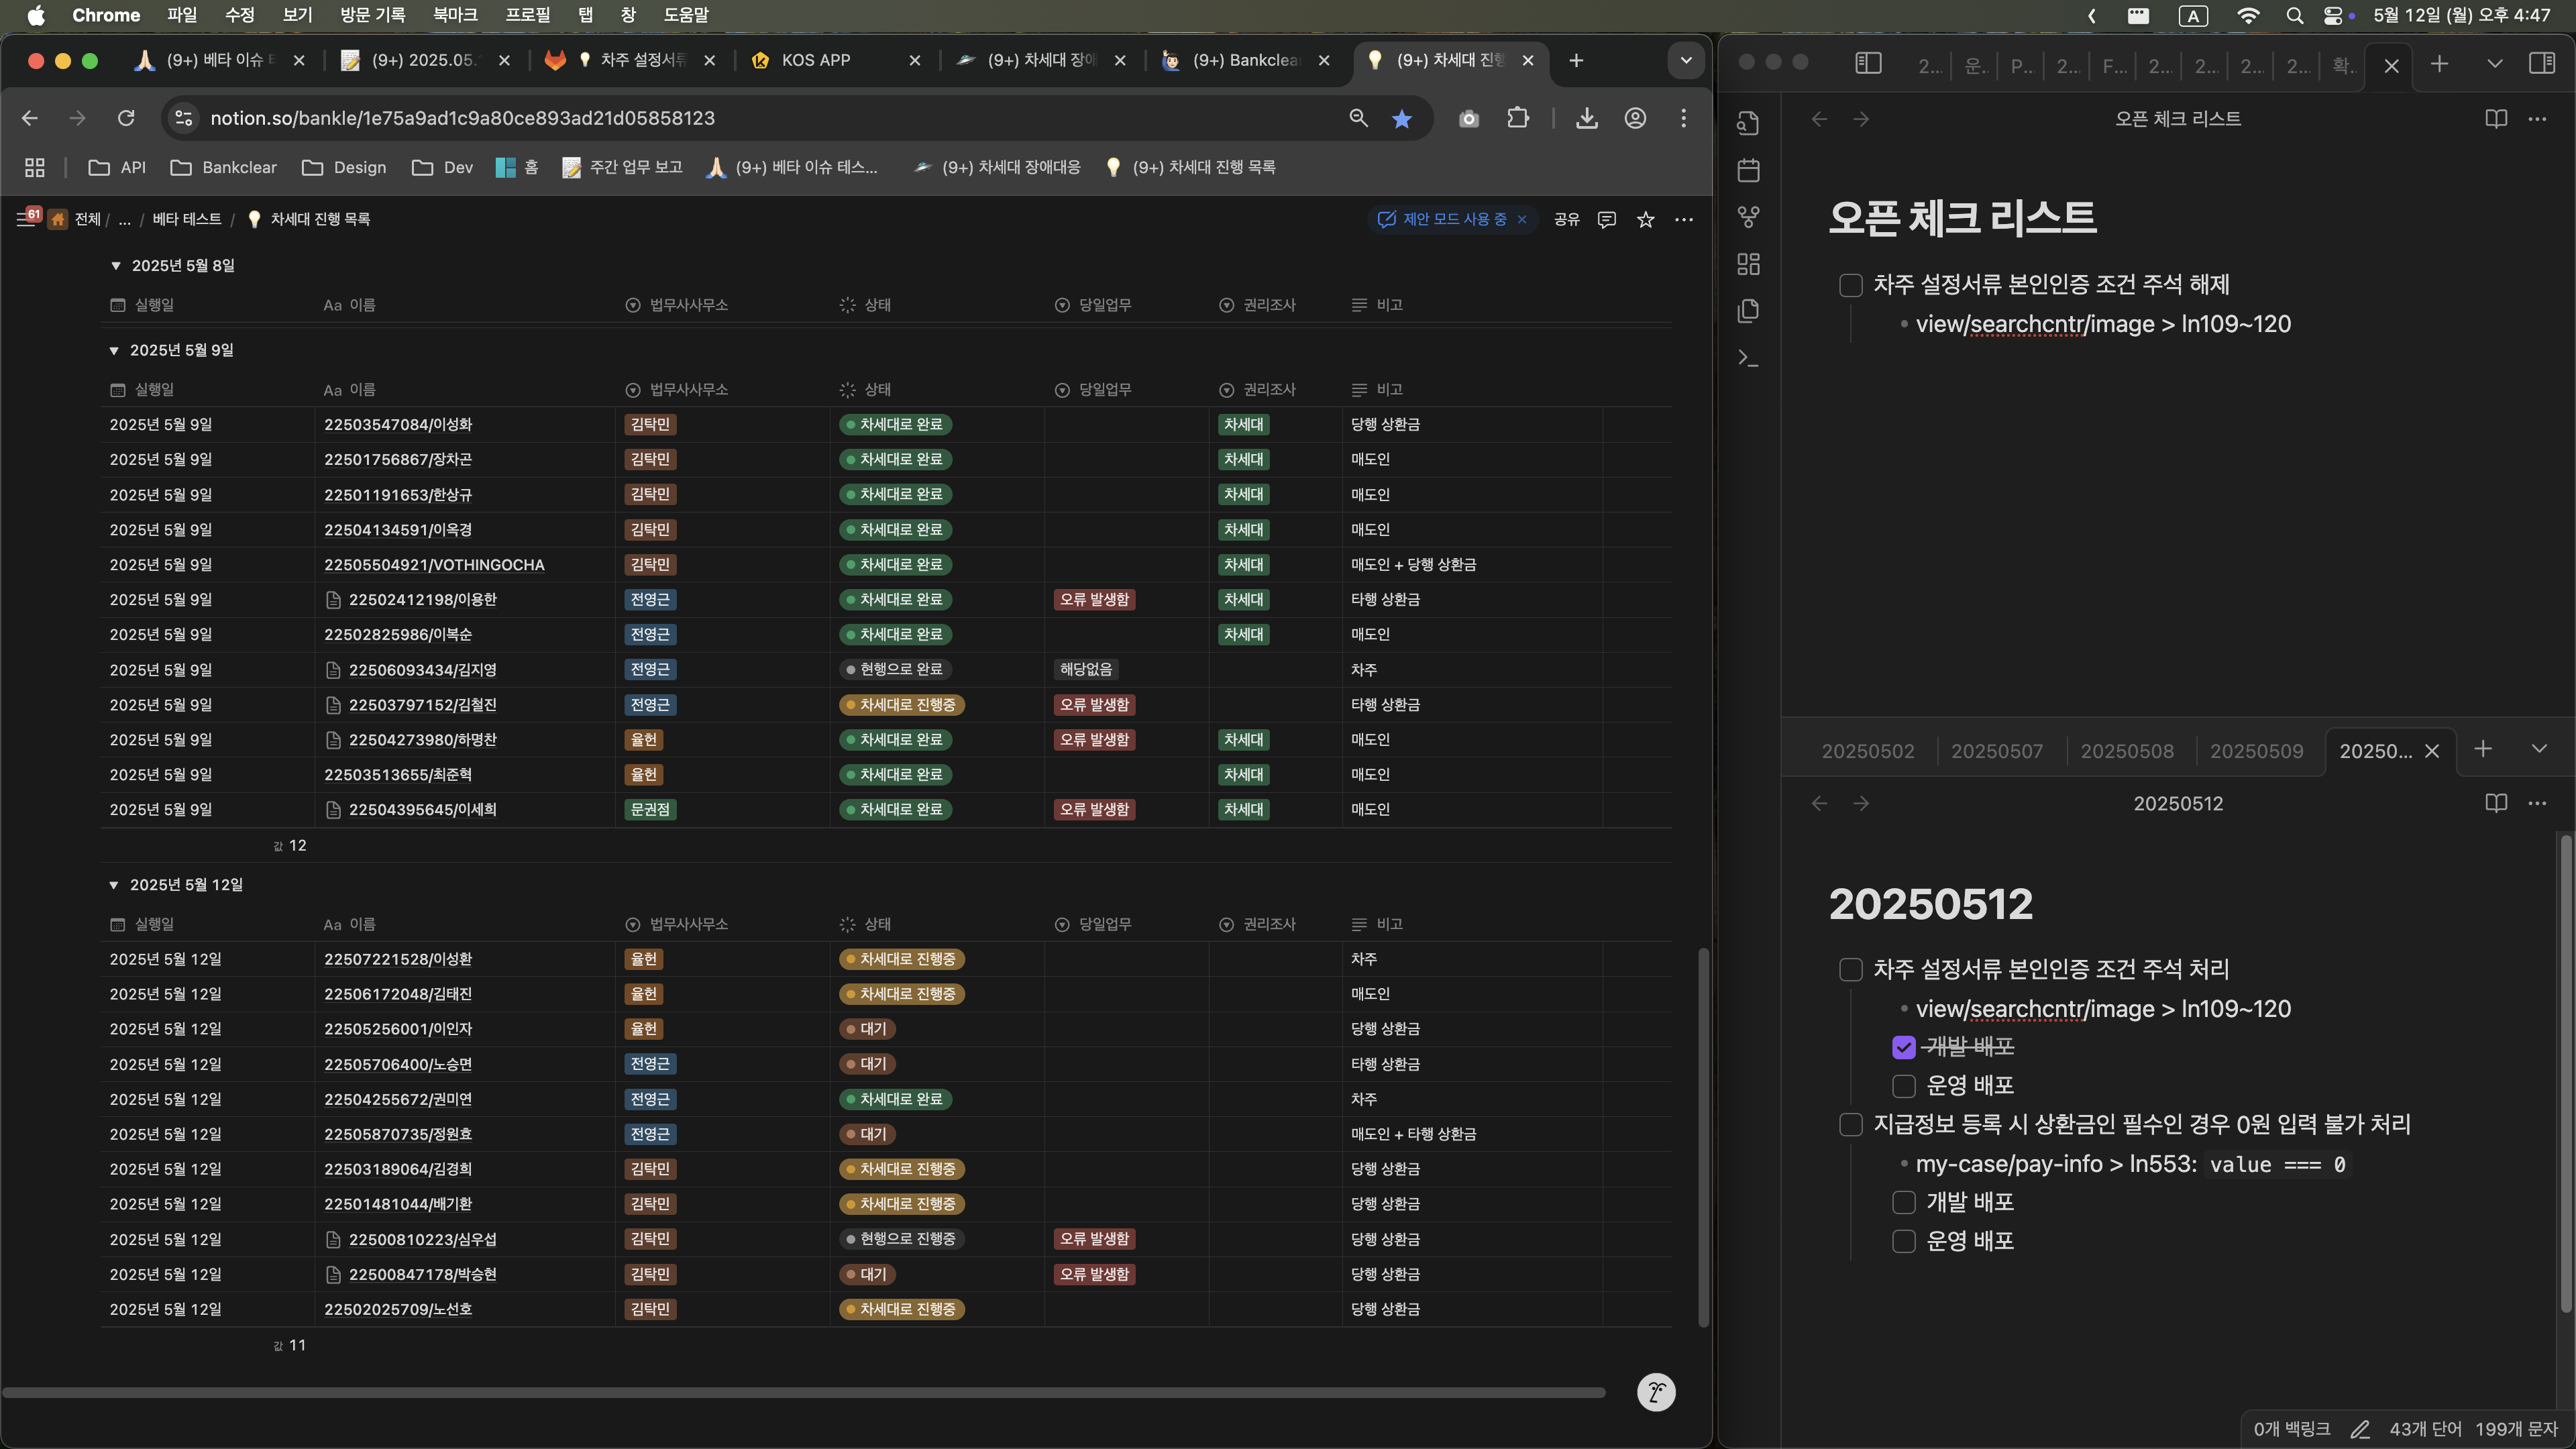 Chrome 파일 수정 보기 방문 기록 북마크 프로필 탭 창 도움말 A 5월 12일 (월) 오후 4:47
(9+) 베타 이슈 (9+) 2025.05. 차주 설정서류 KOS APP (9+) 차세대 장애 (9+) Bankclea (9+) 차세대 진행
notion.so/bankle/1e75a9ad1c9a80ce893ad21d05858123
API Bankclear Design Dev 홈 주간 업무 보고 (9+) 베타 이슈 테스... (9+) 차세대 장애대응 (9+) 차세대 진행 목록
61 전체 / ... / 베타 테스트 / 차세대 진행 목록 제안 모드 사용 중 공유
2025년 5월 8일
실행일 Aa 이름 법무사사무소 상태 당일업무 권리조사 비고
2025년 5월 9일
실행일 Aa 이름 법무사사무소 상태 당일업무 권리조사 비고
2025년 5월 9일 22503547084/이성화 김탁민 차세대로 완료 차세대 당행 상환금
2025년 5월 9일 22501756867/장차곤 김탁민 차세대로 완료 차세대 매도인
2025년 5월 9일 22501191653/한상규 김탁민 차세대로 완료 차세대 매도인
2025년 5월 9일 22504134591/이옥경 김탁민 차세대로 완료 차세대 매도인
2025년 5월 9일 22505504921/VOTHINGOCHA 김탁민 차세대로 완료 차세대 매도인 + 당행 상환금
2025년 5월 9일 22502412198/이용한 전영근 차세대로 완료 오류 발생함 차세대 타행 상환금
2025년 5월 9일 22502825986/이복순 전영근 차세대로 완료 차세대 매도인
2025년 5월 9일 22506093434/김지영 전영근 현행으로 완료 해당없음 차주
2025년 5월 9일 22503797152/김철진 전영근 차세대로 진행중 오류 발생함 타행 상환금
2025년 5월 9일 22504273980/하명찬 율헌 차세대로 완료 오류 발생함 차세대 매도인
2025년 5월 9일 22503513655/최준혁 율헌 차세대로 완료 차세대 매도인
2025년 5월 9일 22504395645/이세희 문권점 차세대로 완료 오류 발생함 차세대 매도인
값 12
2025년 5월 12일
실행일 Aa 이름 법무사사무소 상태 당일업무 권리조사 비고
2025년 5월 12일 22507221528/이성환 율헌 차세대로 진행중 차주
2025년 5월 12일 22506172048/김태진 율헌 차세대로 진행중 매도인
2025년 5월 12일 22505256001/이인자 율헌 대기 당행 상환금
2025년 5월 12일 22505706400/노승면 전영근 대기 타행 상환금
2025년 5월 12일 22504255672/권미연 전영근 차세대로 완료 차주
2025년 5월 12일 22505870735/정원효 전영근 대기 매도인 + 타행 상환금
2025년 5월 12일 22503189064/김경희 김탁민 차세대로 진행중 당행 상환금
2025년 5월 12일 22501481044/배기환 김탁민 차세대로 진행중 당행 상환금
2025년 5월 12일 22500810223/심우섭 김탁민 현행으로 진행중 오류 발생함 당행 상환금
2025년 5월 12일 22500847178/박승현 김탁민 대기 오류 발생함 당행 상환금
2025년 5월 12일 22502025709/노선호 김탁민 차세대로 진행중 당행 상환금
값 11
2... 운... P... 2... F... 2... 2... 2... 2... 확...
오픈 체크 리스트
오픈 체크 리스트
차주 설정서류 본인인증 조건 주석 해제
view/searchcntr/image > ln109~120
20250502 20250507 20250508 20250509 20250...
20250512
20250512
차주 설정서류 본인인증 조건 주석 처리
view/searchcntr/image > ln109~120
개발 배포
운영 배포
지급정보 등록 시 상환금인 필수인 경우 0원 입력 불가 처리
my-case/pay-info > ln553: value === 0
개발 배포
운영 배포
0개 백링크 43개 단어 199개 문자